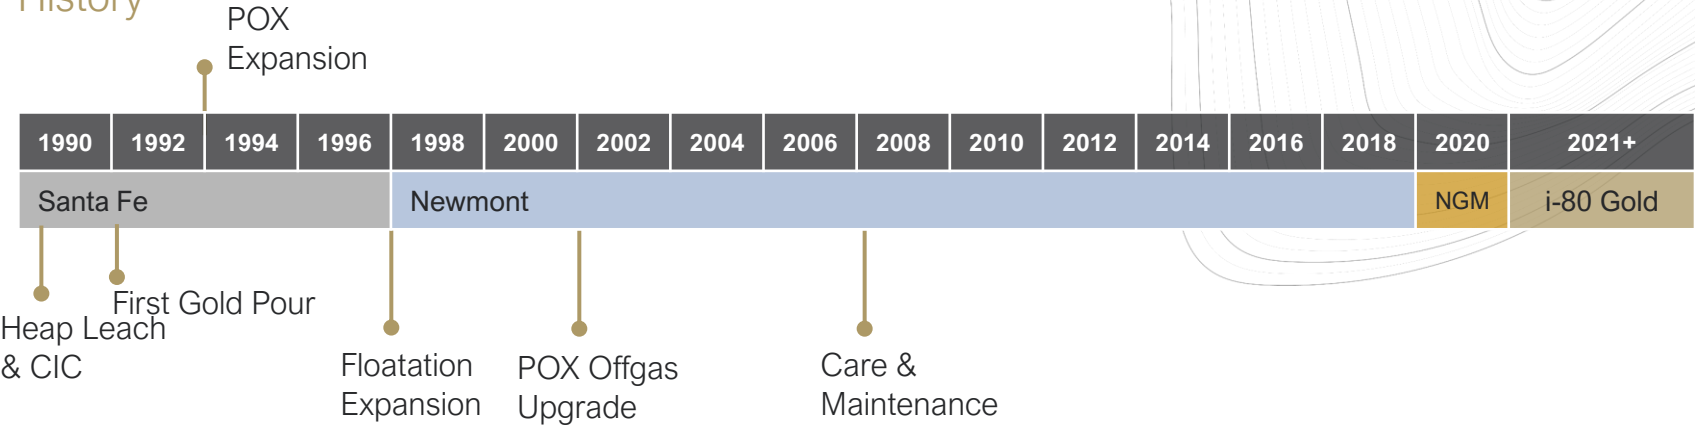 History
POX
Expansion
1990 1992 1994 1996 1998 2000 2002 2004 2006 2008 2010 2012 2014 2016 2018 2020 2021+
Santa Fe Newmont NGM i-80 Gold
First Gold Pour
Heap Leach
& CIC
Floatation
Expansion
POX Offgas
Upgrade
Care &
Maintenance